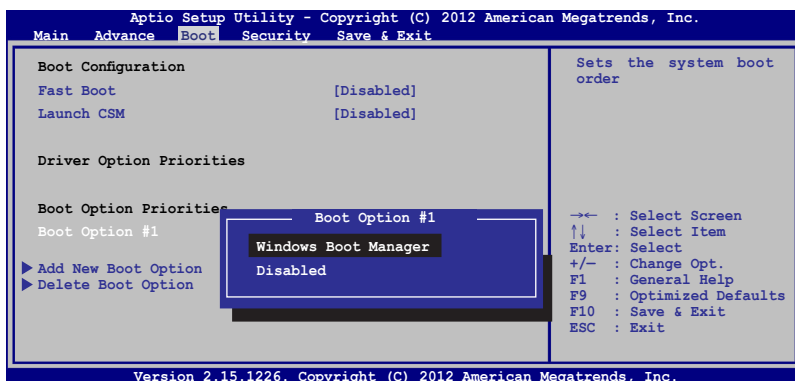 Aptio Setup Utility - Copyright (C) 2012 American Megatrends, Inc.
Main Advance Boot Security Save & Exit
Boot Configuration
Fast Boot [Disabled]
Launch CSM [Disabled]
Driver Option Priorities
Boot Option Priorities
Boot Option #1
Add New Boot Option
Delete Boot Option
Boot Option #1
Windows Boot Manager
Disabled
Sets the system boot
order
→← : Select Screen
↑↓ : Select Item
Enter: Select
+/— : Change Opt.
F1 : General Help
F9 : Optimized Defaults
F10 : Save & Exit
ESC : Exit
Version 2.15.1226. Copyright (C) 2012 American Megatrends, Inc.